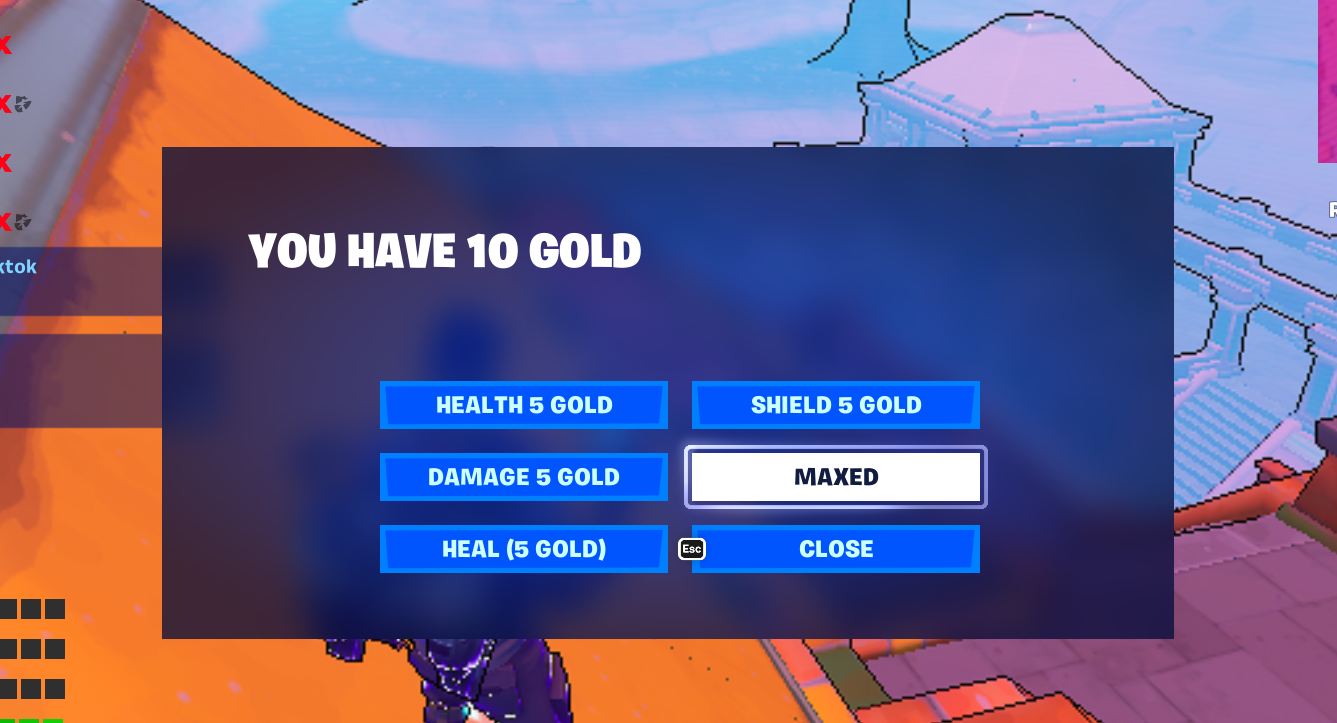 X
X
X
X
ktok
YOU HAVE 10 GOLD
HEALTH 5 GOLD
SHIELD 5 GOLD
DAMAGE 5 GOLD
MAXED
HEAL (5 GOLD)
Esc
CLOSE